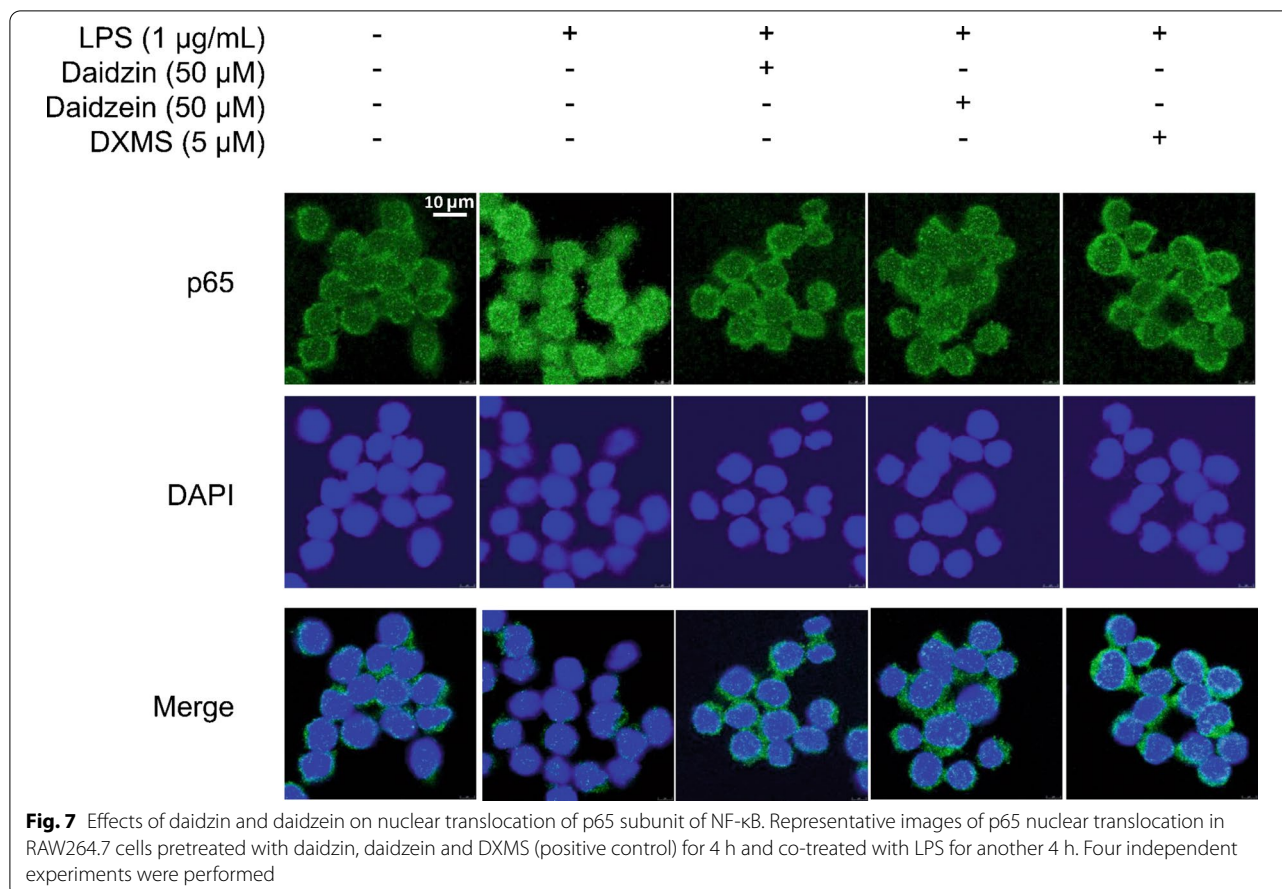 LPS (1 µg/mL) - + + + +
Daidzin (50 µM) - - + - -
Daidzein (50 µM) - - - + -
DXMS (5 µM) - - - - +
10 µm
p65
DAPI
Merge
Fig. 7 Effects of daidzin and daidzein on nuclear translocation of p65 subunit of NF-κB. Representative images of p65 nuclear translocation in
RAW264.7 cells pretreated with daidzin, daidzein and DXMS (positive control) for 4 h and co-treated with LPS for another 4 h. Four independent
experiments were performed